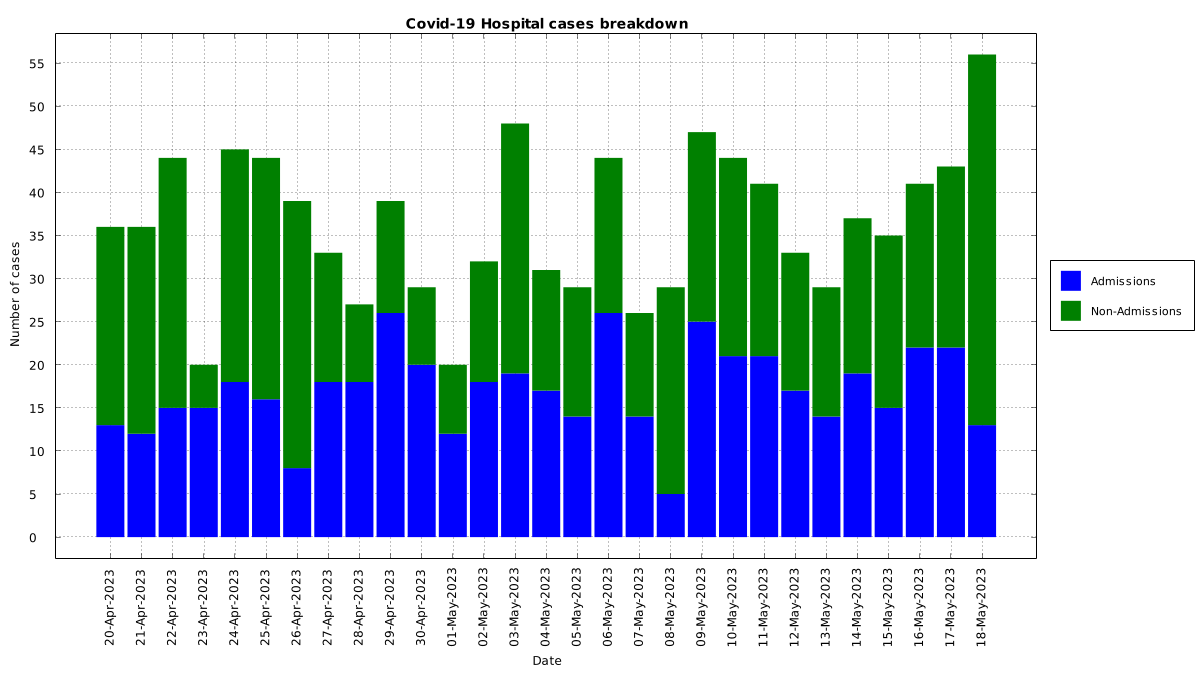 Covid-19 Hospital cases breakdown
55
50
45
40
35
30
25
20
15
10
5
0
Number of cases
Admissions
Non-Admissions
20-Apr-2023
21-Apr-2023
22-Apr-2023
23-Apr-2023
24-Apr-2023
25-Apr-2023
26-Apr-2023
27-Apr-2023
28-Apr-2023
29-Apr-2023
30-Apr-2023
01-May-2023
02-May-2023
03-May-2023
04-May-2023
05-May-2023
06-May-2023
07-May-2023
08-May-2023
09-May-2023
10-May-2023
11-May-2023
12-May-2023
13-May-2023
14-May-2023
15-May-2023
16-May-2023
17-May-2023
18-May-2023
Date